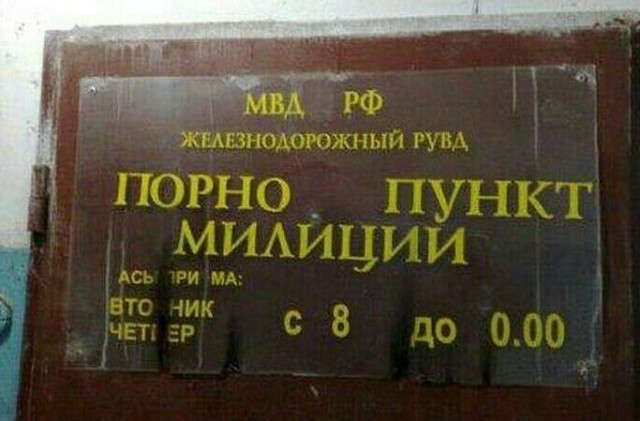 МВД РФ
ЖЕЛЕЗНОДОРОЖНЫЙ РУВД
ПОРНО ПУНКТ
МИЛИЦИИ
АСЫ ПРИ МА:
ВТО НИК
ЧЕТ ЕР с 8 до 0.00